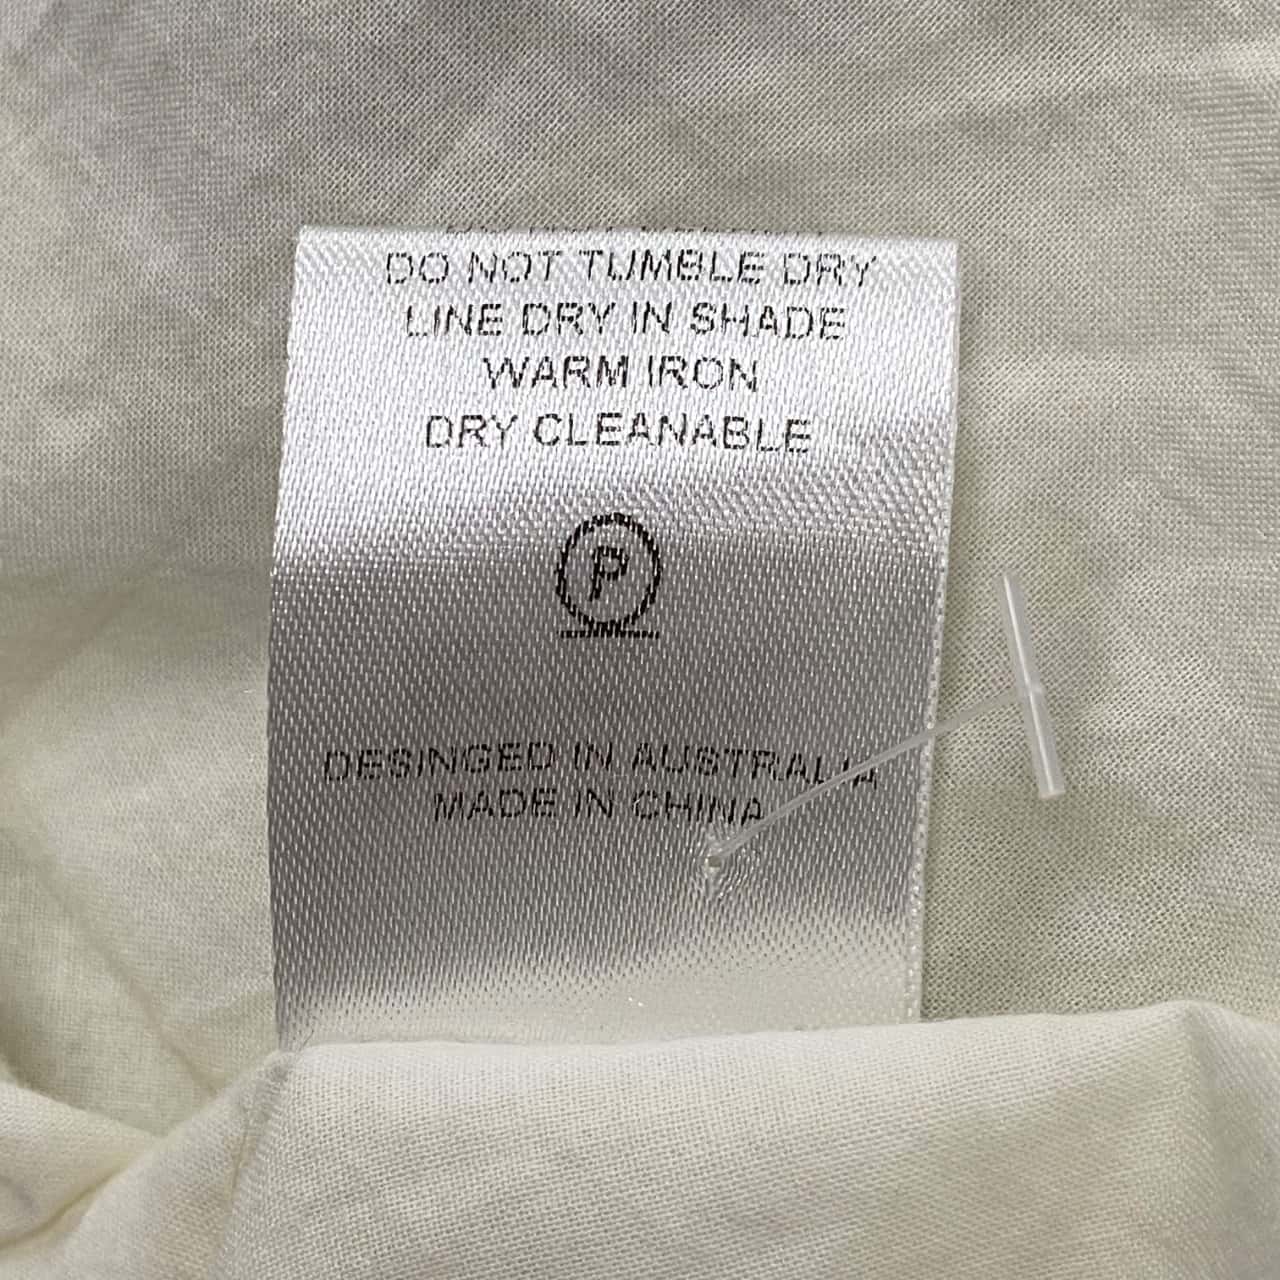 DO NOT TUMBLE DRY
LINE DRY IN SHADE
WARM IRON
DRY CLEANABLE
P
DESINGED IN AUSTRALIA
MADE IN CHINA